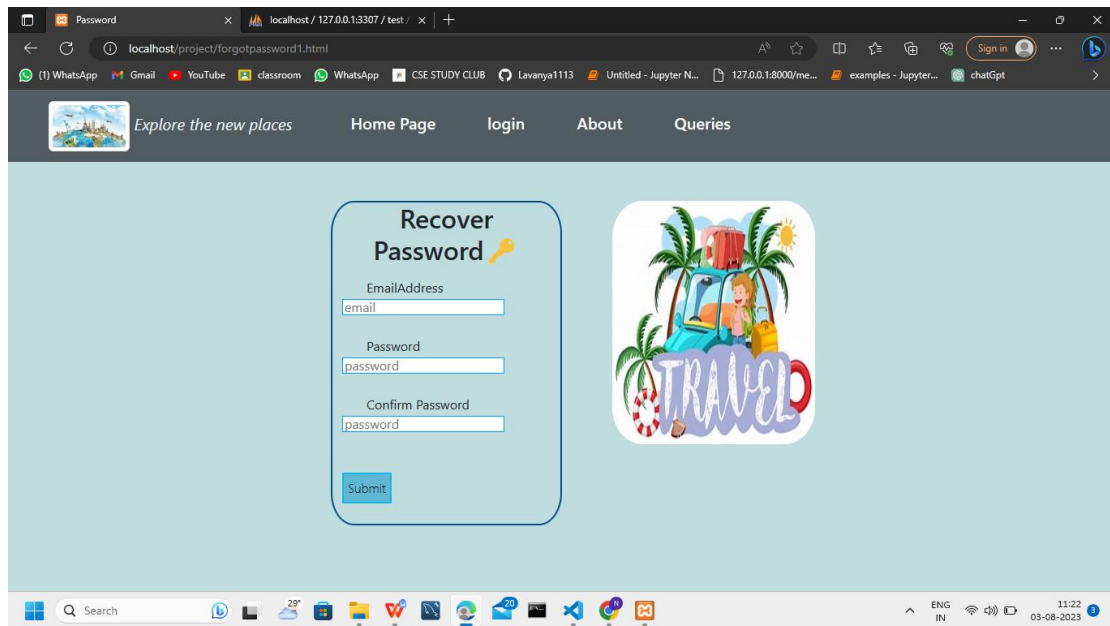 Password
localhost / 127.0.0.1:3307 / test /
localhost/project/forgotpassword1.html
Sign in
(1) WhatsApp
Gmail
YouTube
classroom
WhatsApp
CSE STUDY CLUB
Lavanya1113
Untitled - Jupyter N...
127.0.0.1:8000/me...
examples - Jupyter...
chatGpt
Explore the new places
Home Page
login
About
Queries
Recover
Password
EmailAddress
email
Password
password
Confirm Password
password
Submit
TRAVEL
Search
29°
20
ENG
IN
11:22
03-08-2023
3